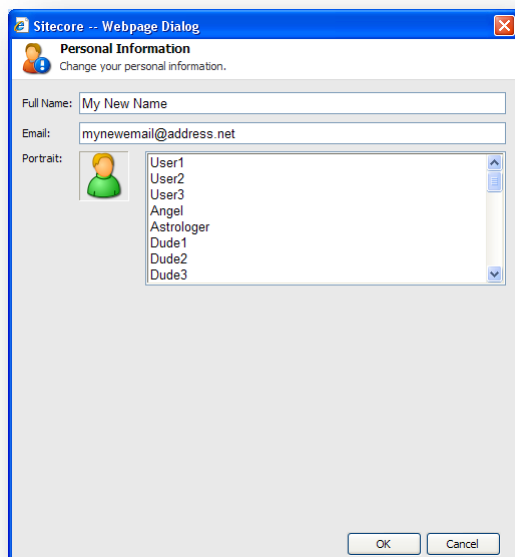 Sitecore -- Webpage Dialog
Personal Information
Change your personal information.
Full Name: My New Name
Email: mynewemail@address.net
Portrait:
User1
User2
User3
Angel
Astrologer
Dude1
Dude2
Dude3
OK Cancel